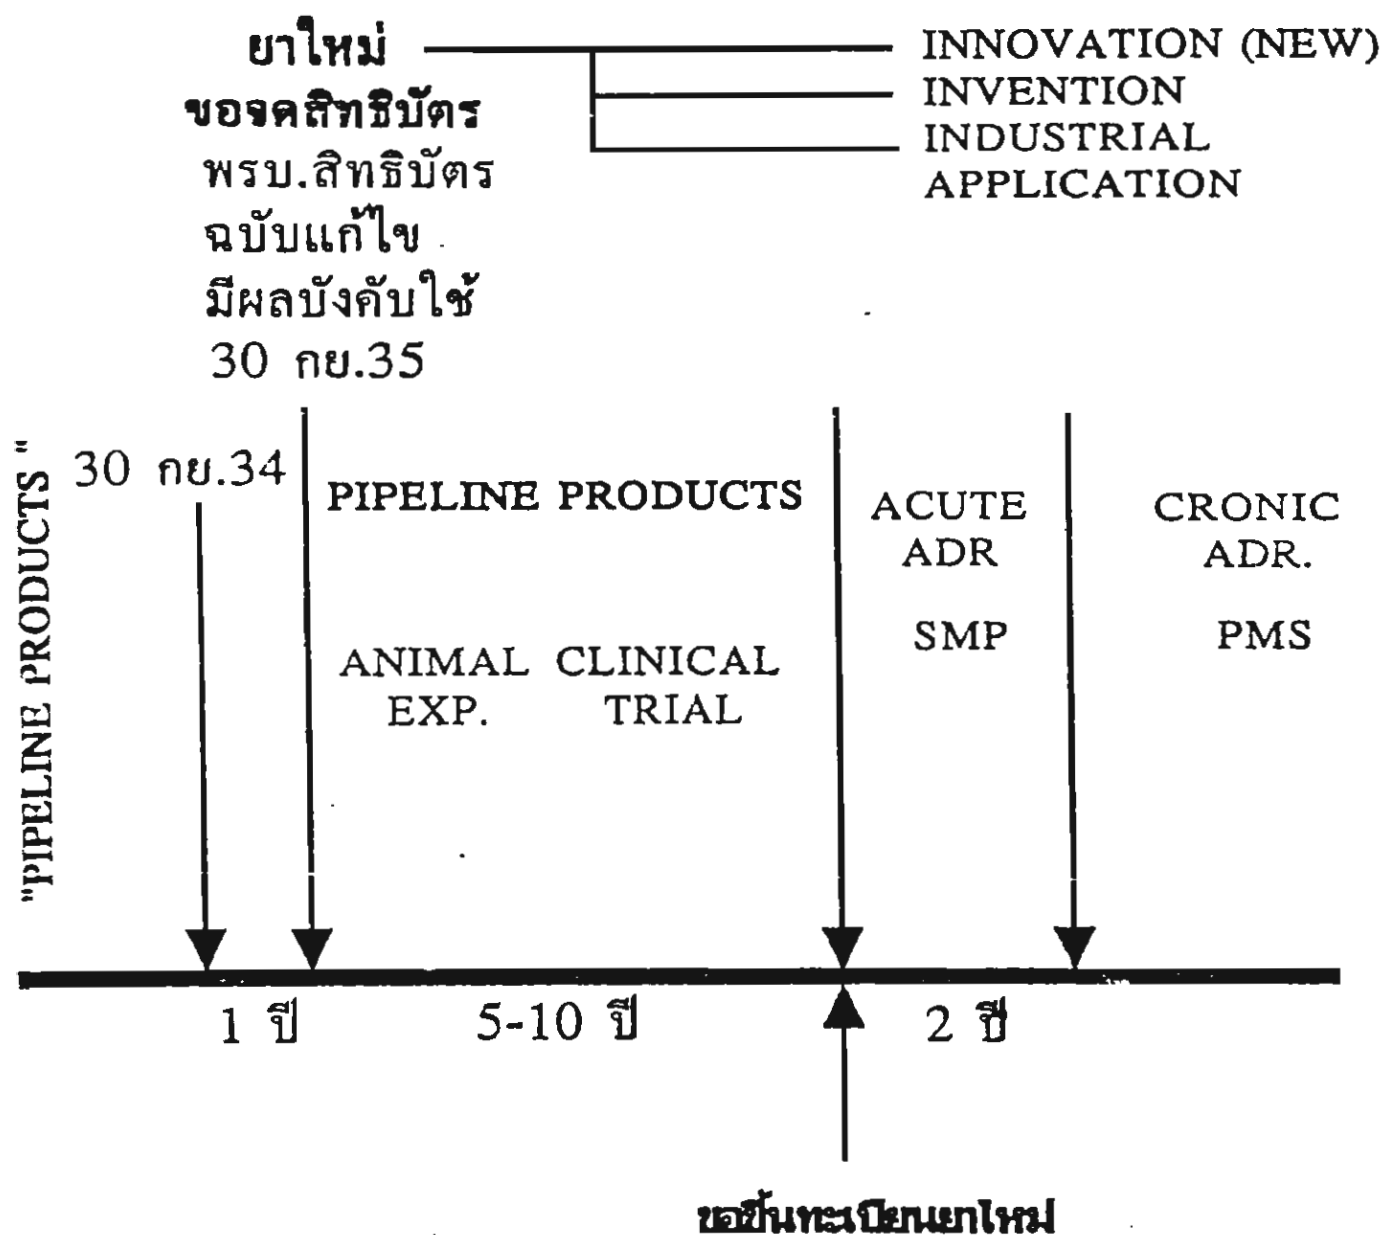 ยาใหม่
INNOVATION (NEW)
INVENTION
INDUSTRIAL
APPLICATION
ขอจดสิทธิบัตร
พรบ.สิทธิบัตร
ฉบับแก้ไข
มีผลบังคับใช้
30 กย.35
"PIPELINE PRODUCTS"
30 กย.34
PIPELINE PRODUCTS
ANIMAL CLINICAL
EXP. TRIAL
ACUTE
ADR
SMP
CRONIC
ADR.
PMS
1 ปี
5-10 ปี
2 ปี
ขอขึ้นทะเบียนยาใหม่